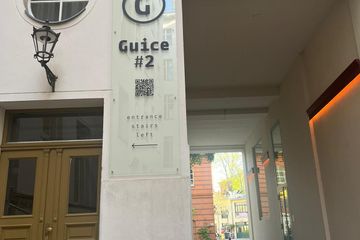 G
Guice
#2
entrance
stairs
left